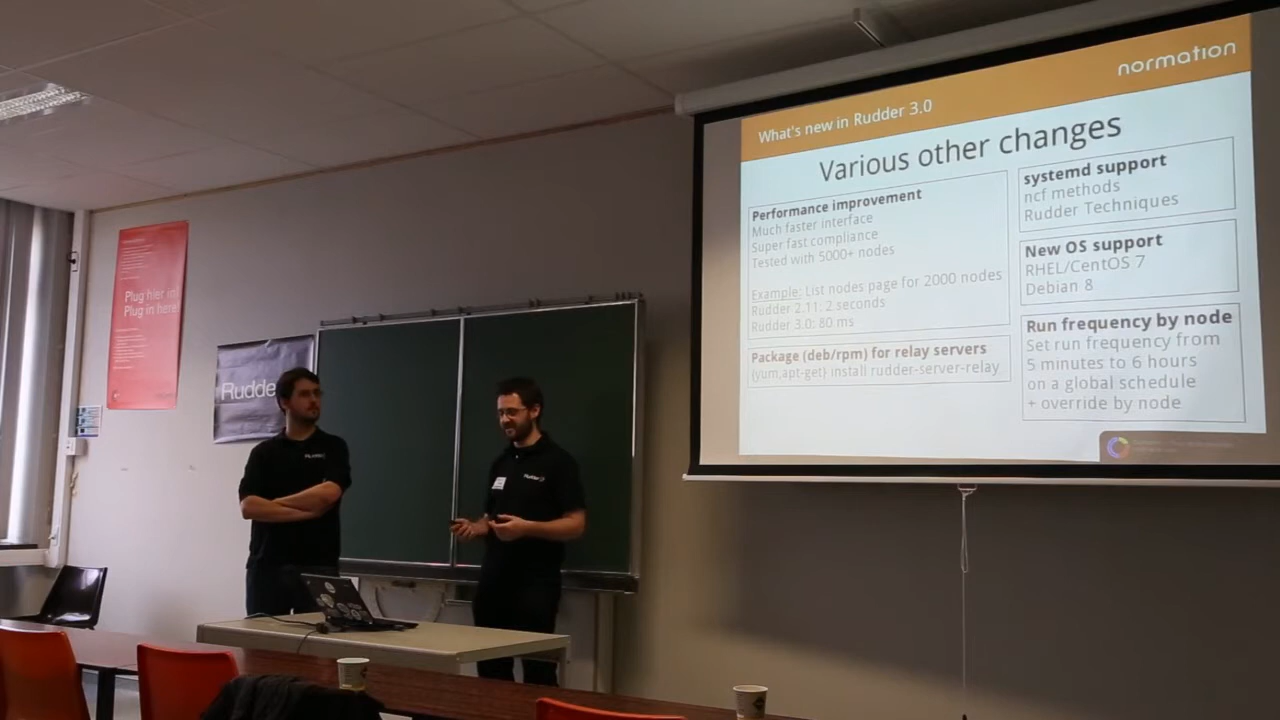 normation
What's new in Rudder 3.0
Various other changes
Performance improvement
Much faster interface
Super fast compliance
Tested with 5000+ nodes
Example: List nodes page for 2000 nodes
Rudder 2.11: 2 seconds
Rudder 3.0: 80 ms
Package (deb/rpm) for relay servers
{yum,apt-get} install rudder-server-relay
systemd support
ncf methods
Rudder Techniques
New OS support
RHEL/CentOS 7
Debian 8
Run frequency by node
Set run frequency from
5 minutes to 6 hours
on a global schedule
+ override by node
Plug hier in!
Plug in here!
Rudde